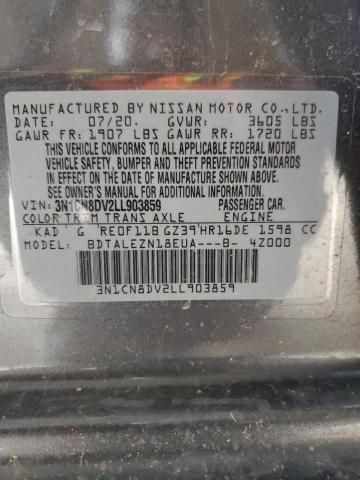 MANUFACTURED BY NISSAN MOTOR CO.,LTD.
DATE: 07/20. GVWR: 3605 LBS
GAWR FR: 1907 LBS GAWR RR: 1720 LBS
THIS VEHICLE CONFORMS TO ALL APPLICABLE FEDERAL MOTOR
VEHICLE SAFETY, BUMPER AND THEFT PREVENTION STANDARDS
IN EFFECT ON THE DATE OF MANUFACTURE SHOWN ABOVE.
SEE OWNER'S MANUAL FOR ADDITIONAL INFORMATION
VIN: 3N1CN8DV2LL903859 PASSENGER CAR.
COLOR TRIM TRANS AXLE ENGINE
KAD G RE0F11B GZ39 HR16DE 1598 CC
MODEL: BDTALEZN18EUA---B- 4Z000
3N1CN8DV2LL903859